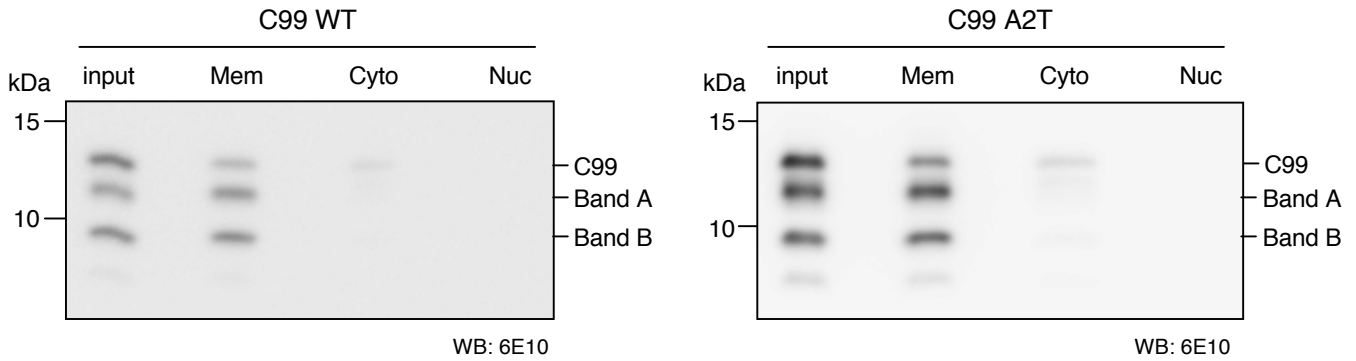 C99 WT
kDa input Mem Cyto Nuc
15
10
C99
Band A
Band B
WB: 6E10
C99 A2T
kDa input Mem Cyto Nuc
15
10
C99
Band A
Band B
WB: 6E10